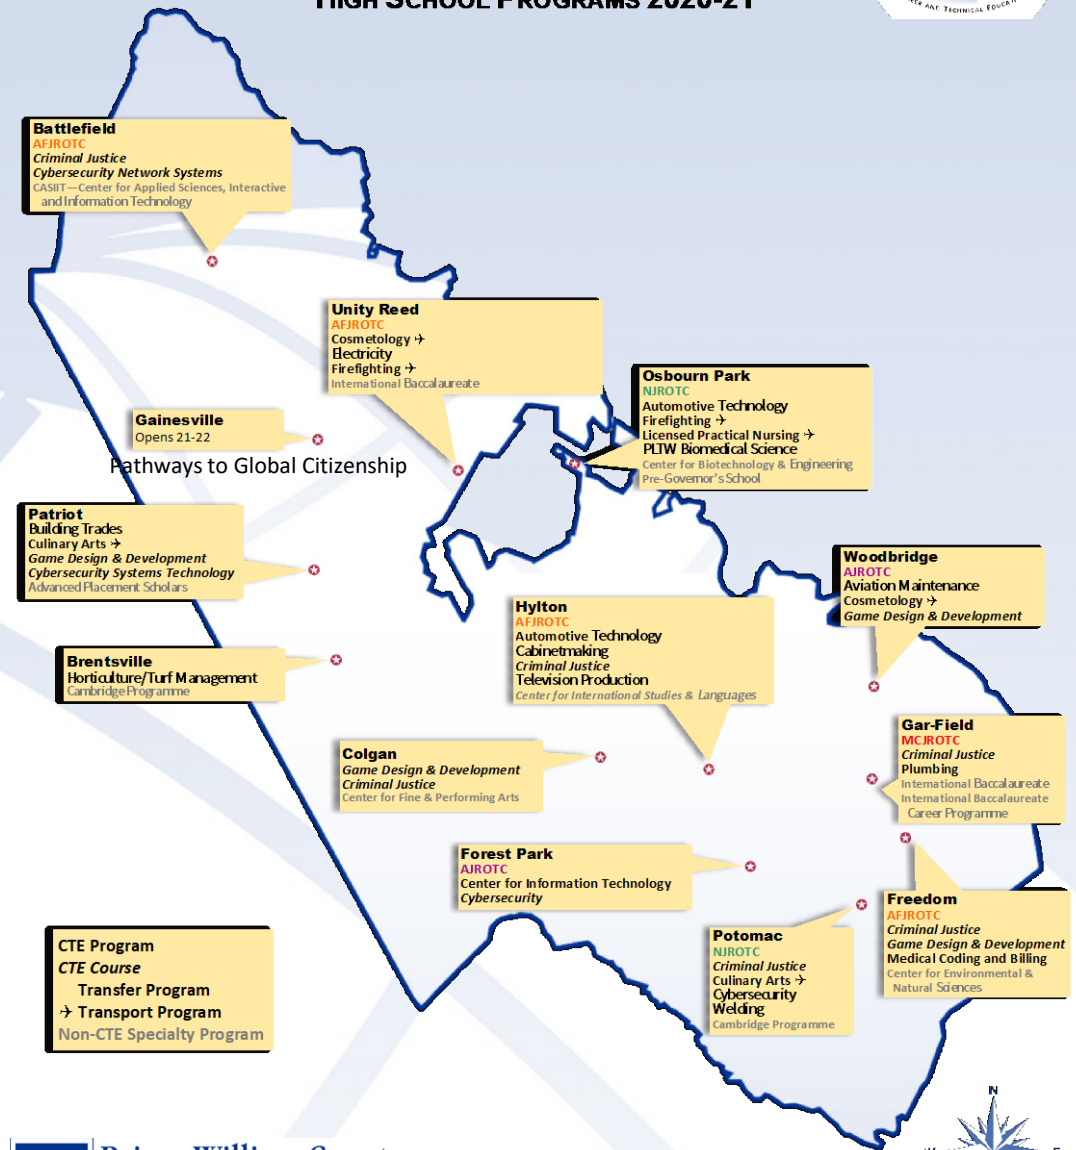 HIGH SCHOOL PROGRAMS 2020-21
AND TECHNICAL
Battlefield
AFJROTC
Criminal Justice
Cybersecurity Network Systems
CASIIT—Center for Applied Sciences, Interactive
and Information Technology
Unity Reed
AFJROTC
Cosmetology ✈
Electricity
Firefighting ✈
International Baccalaureate
Osbourn Park
NJROTC
Automotive Technology
Firefighting ✈
Licensed Practical Nursing ✈
PLTW Biomedical Science
Center for Biotechnology & Engineering
Pre-Governor's School
Gainesville
Opens 21-22
Pathways to Global Citizenship
Patriot
Building Trades
Culinary Arts ✈
Game Design & Development
Cybersecurity Systems Technology
Advanced Placement Scholars
Woodbridge
AJROTC
Aviation Maintenance
Cosmetology ✈
Game Design & Development
Hylton
AFJROTC
Automotive Technology
Cabinetmaking
Criminal Justice
Television Production
Center for International Studies & Languages
Brentsville
Horticulture/Turf Management
Cambridge Programme
Gar-Field
MCJROTC
Criminal Justice
Plumbing
International Baccalaureate
International Baccalaureate
Career Programme
Colgan
Game Design & Development
Criminal Justice
Center for Fine & Performing Arts
Forest Park
AJROTC
Center for Information Technology
Cybersecurity
Freedom
AFJROTC
Criminal Justice
Game Design & Development
Medical Coding and Billing
Center for Environmental &
Natural Sciences
Potomac
NJROTC
Criminal Justice
Culinary Arts ✈
Cybersecurity
Welding
Cambridge Programme
CTE Program
CTE Course
Transfer Program
✈ Transport Program
Non-CTE Specialty Program
N